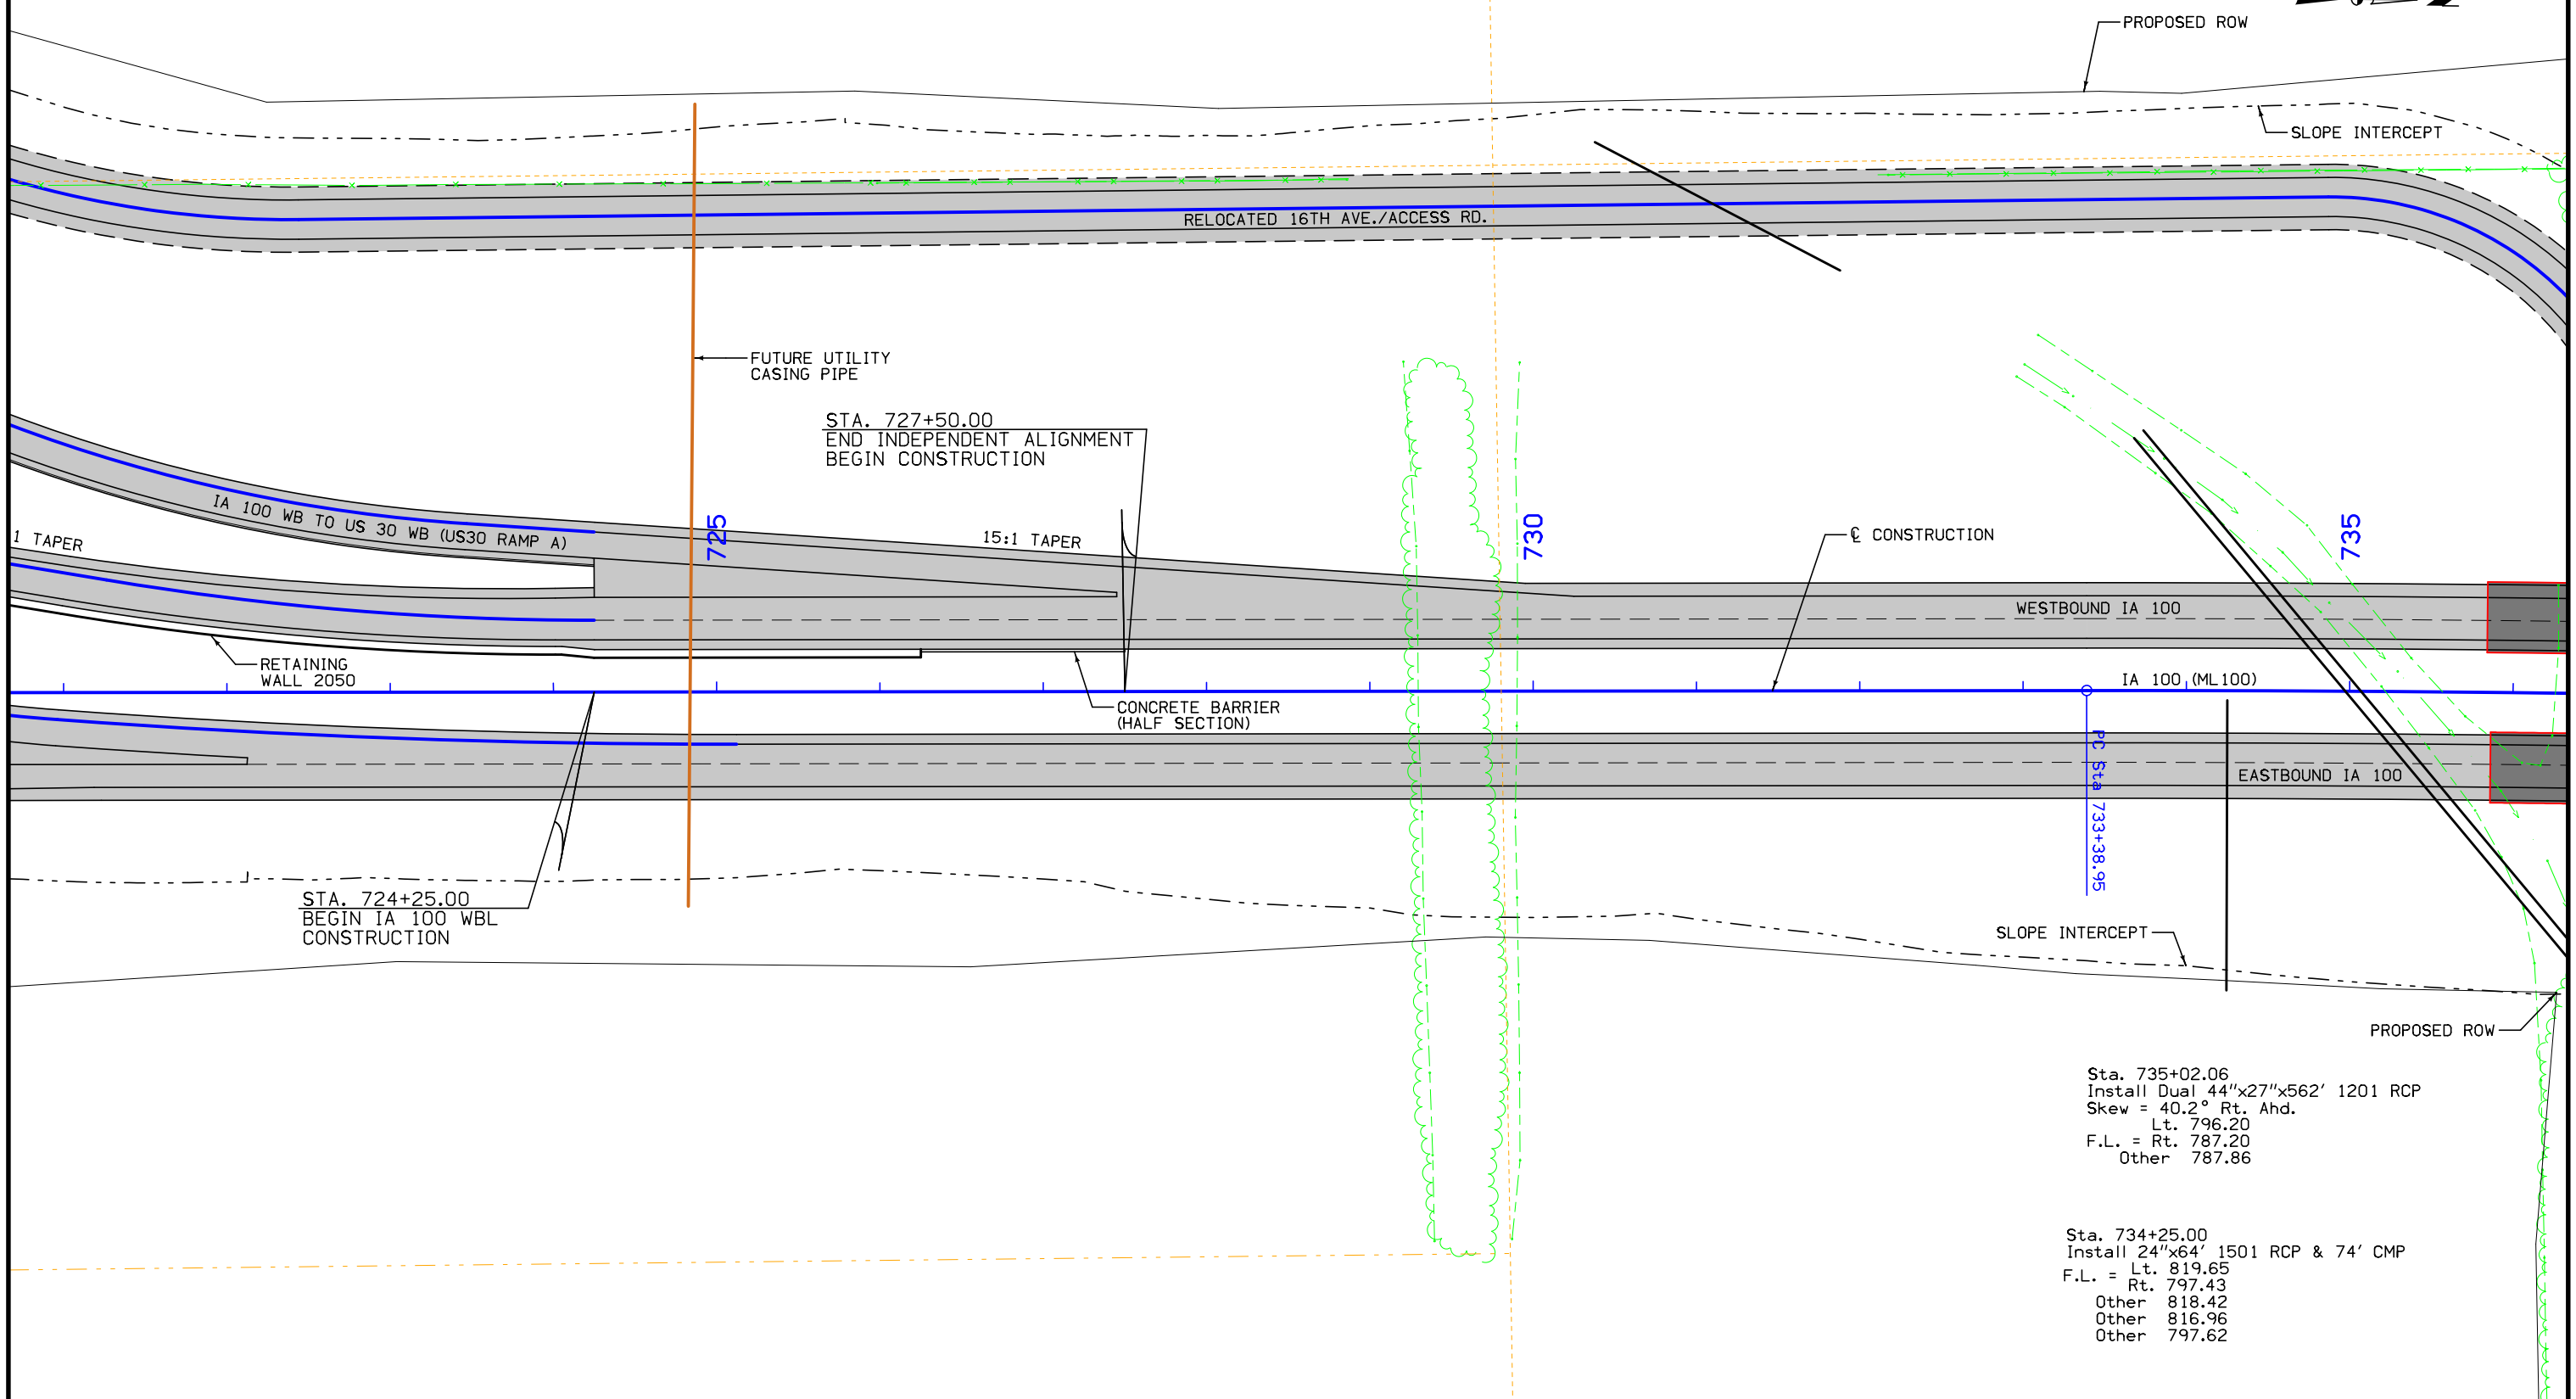 PROPOSED ROW
SLOPE INTERCEPT
RELOCATED 16TH AVE./ACCESS RD.
FUTURE UTILITY
CASING PIPE
STA. 727+50.00
END INDEPENDENT ALIGNMENT
BEGIN CONSTRUCTION
IA 100 WB TO US 30 WB (US30 RAMP A)
1 TAPER
725
15:1 TAPER
730
℄ CONSTRUCTION
735
WESTBOUND IA 100
RETAINING
WALL 2050
IA 100 (ML100)
CONCRETE BARRIER
(HALF SECTION)
PC Sta 733+38.95
EASTBOUND IA 100
STA. 724+25.00
BEGIN IA 100 WBL
CONSTRUCTION
SLOPE INTERCEPT
PROPOSED ROW
Sta. 735+02.06
Install Dual 44"x27"x562' 1201 RCP
Skew = 40.2° Rt. Ahd.
Lt. 796.20
F.L. = Rt. 787.20
Other 787.86
Sta. 734+25.00
Install 24"x64' 1501 RCP & 74' CMP
F.L. = Lt. 819.65
Rt. 797.43
Other 818.42
Other 816.96
Other 797.62